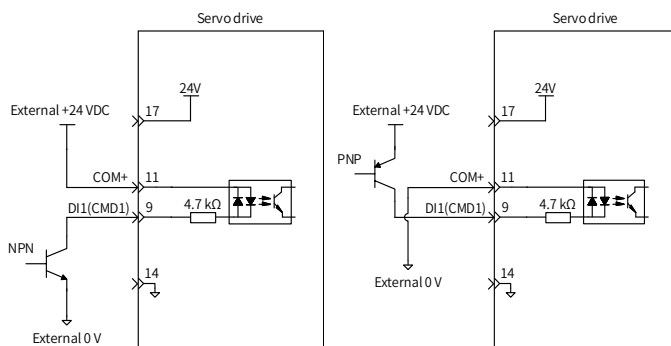 Servo drive
24V
17
External +24 VDC
COM+
11
DI1(CMD1)
9
4.7 kΩ
NPN
14
External 0 V
Servo drive
24V
17
External +24 VDC
PNP
COM+
11
DI1(CMD1)
9
4.7 kΩ
14
External 0 V